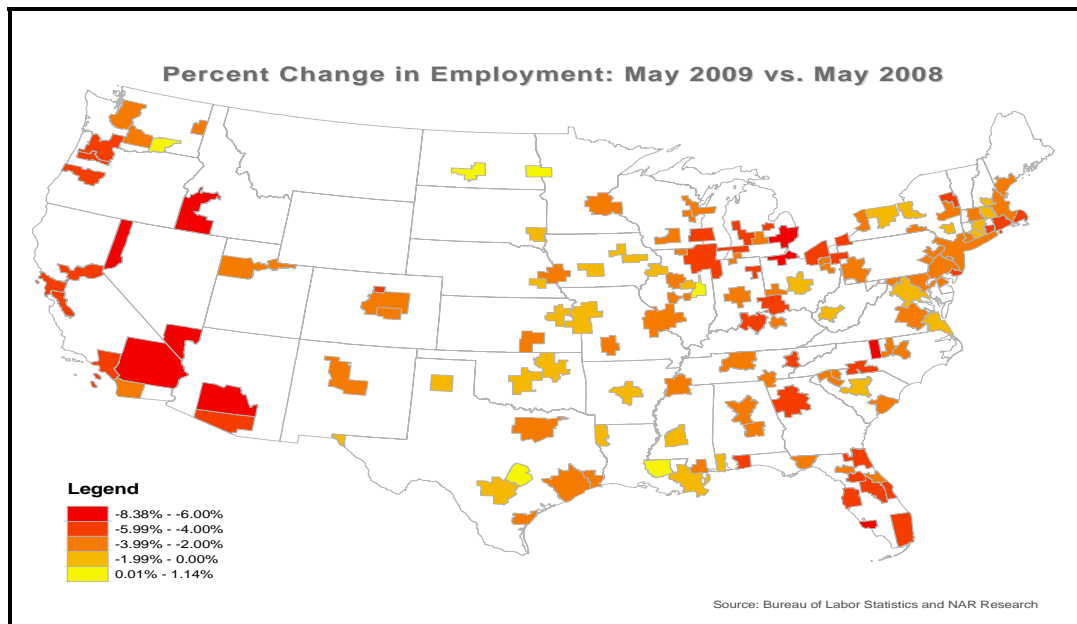 Percent Change in Employment: May 2009 vs. May 2008
Legend
-8.38% - -6.00%
-5.99% - -4.00%
-3.99% - -2.00%
-1.99% - 0.00%
0.01% - 1.14%
Source: Bureau of Labor Statistics and NAR Research